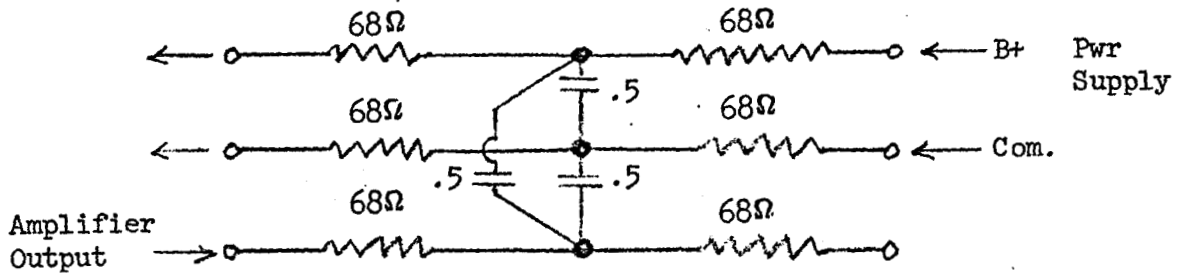 68Ω 68Ω
B+ Pwr
Supply
.5
68Ω 68Ω
Com.
.5 .5
68Ω 68Ω
Amplifier
Output